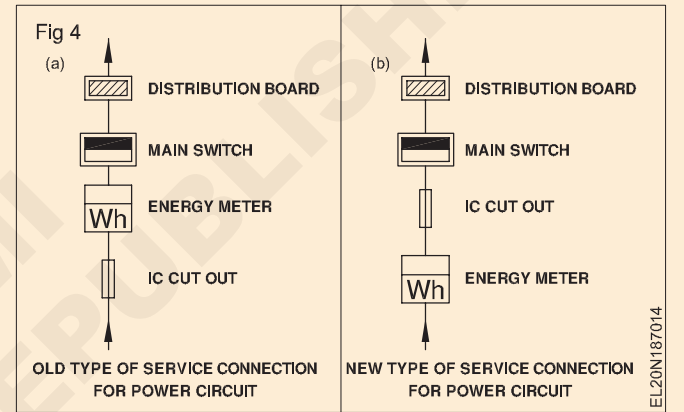 Fig 4
(a)
DISTRIBUTION BOARD
MAIN SWITCH
Wh
ENERGY METER
IC CUT OUT
OLD TYPE OF SERVICE CONNECTION
FOR POWER CIRCUIT
(b)
DISTRIBUTION BOARD
MAIN SWITCH
IC CUT OUT
Wh
ENERGY METER
NEW TYPE OF SERVICE CONNECTION
FOR POWER CIRCUIT
EL20N187014